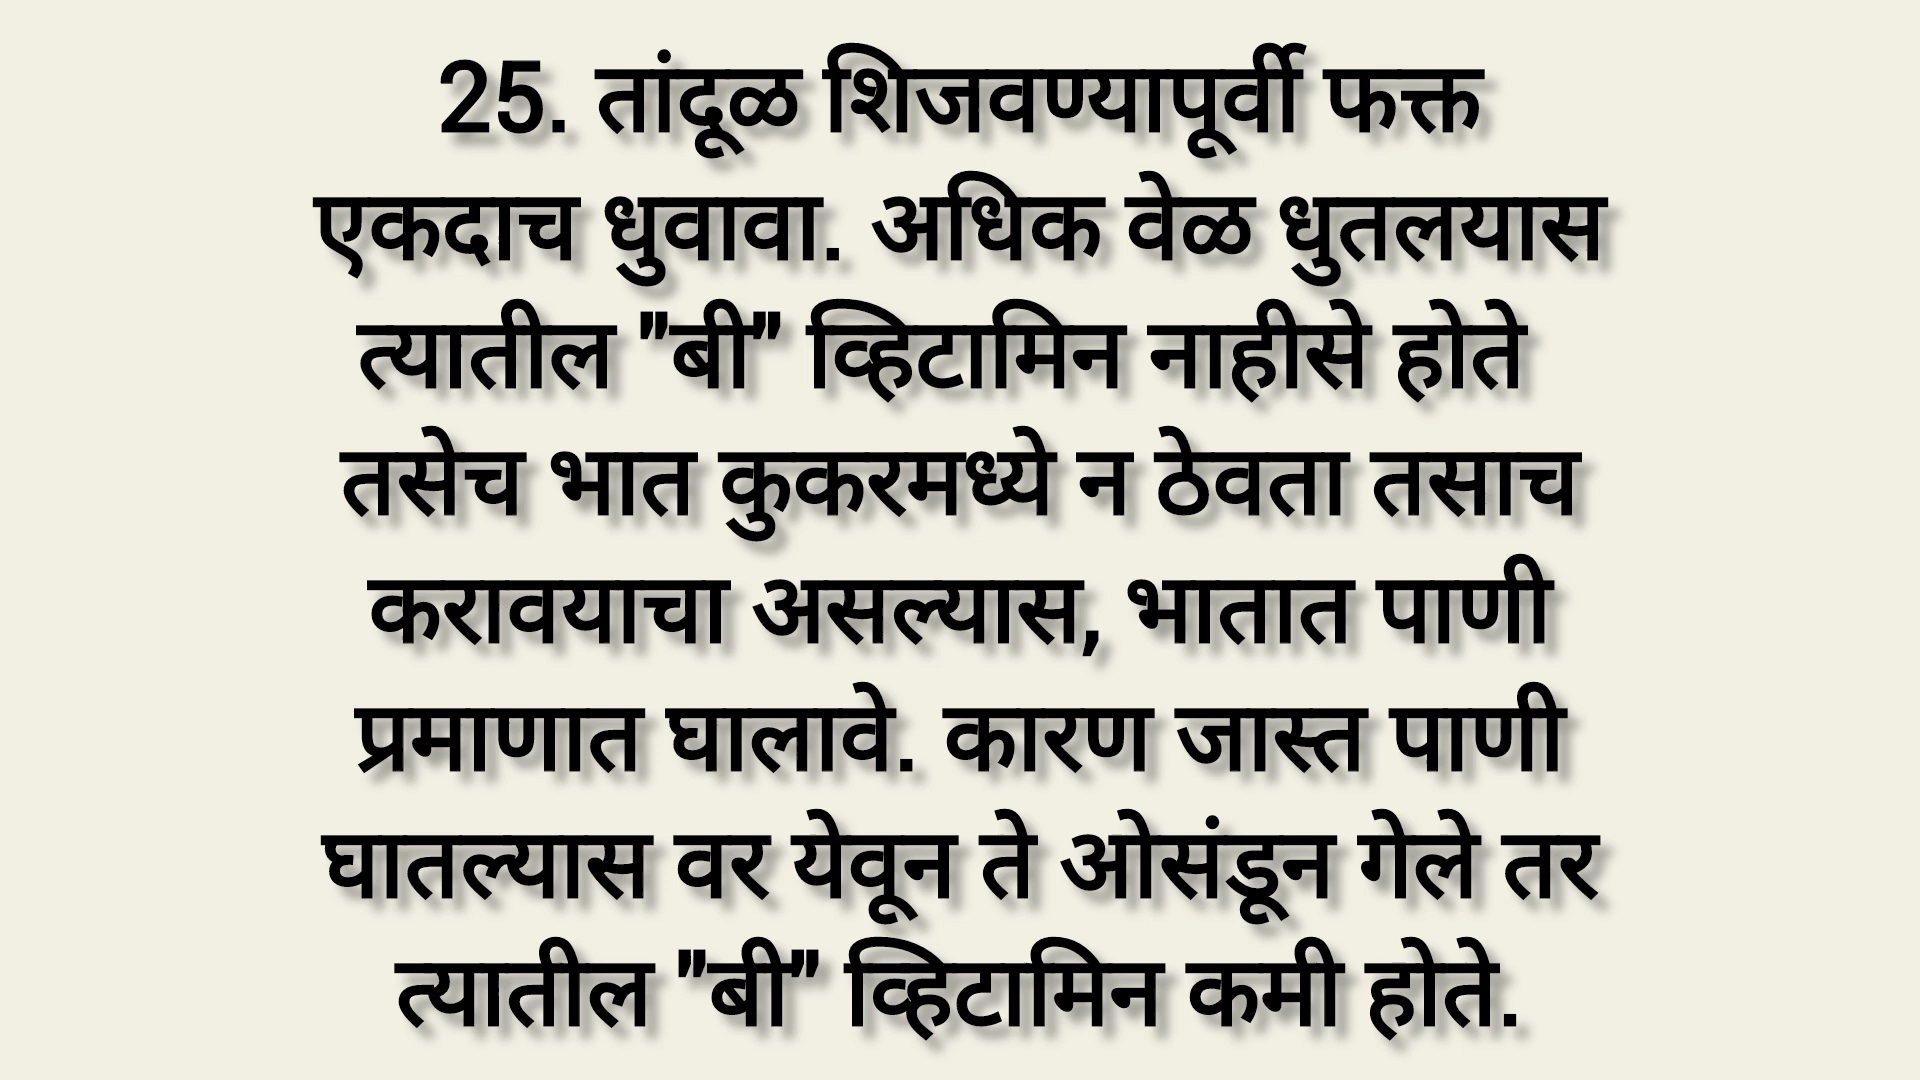 25. तांदूळ शिजवण्यापूर्वी फक्त
एकदाच धुवावा. अधिक वेळ धुतलयास
त्यातील "बी" व्हिटामिन नाहीसे होते
तसेच भात कुकरमध्ये न ठेवता तसाच
करावयाचा असल्यास, भातात पाणी
प्रमाणात घालावे. कारण जास्त पाणी
घातल्यास वर येवून ते ओसंडून गेले तर
त्यातील "बी" व्हिटामिन कमी होते.